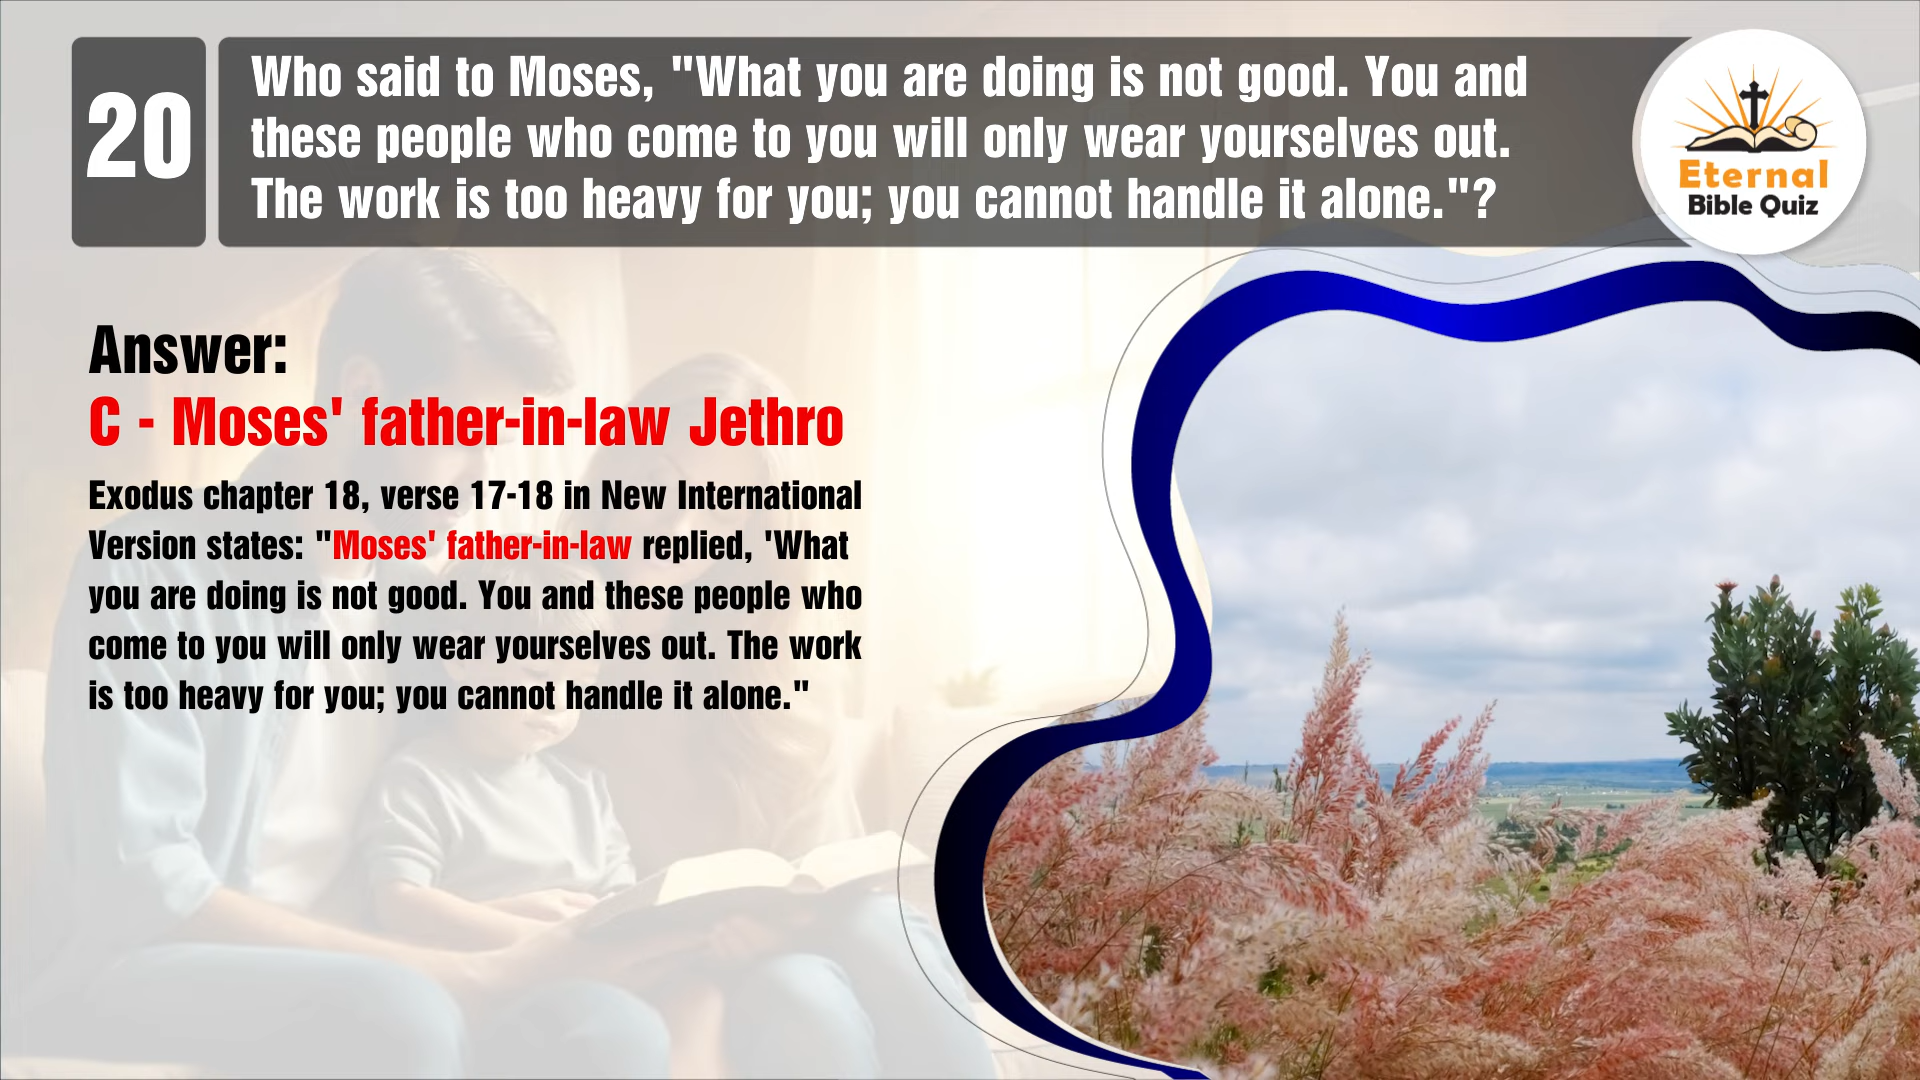 20
Who said to Moses, "What you are doing is not good. You and
these people who come to you will only wear yourselves out.
The work is too heavy for you; you cannot handle it alone."?
Eternal
Bible Quiz
Answer:
C - Moses' father-in-law Jethro
Exodus chapter 18, verse 17-18 in New International
Version states: "Moses' father-in-law replied, 'What
you are doing is not good. You and these people who
come to you will only wear yourselves out. The work
is too heavy for you; you cannot handle it alone."